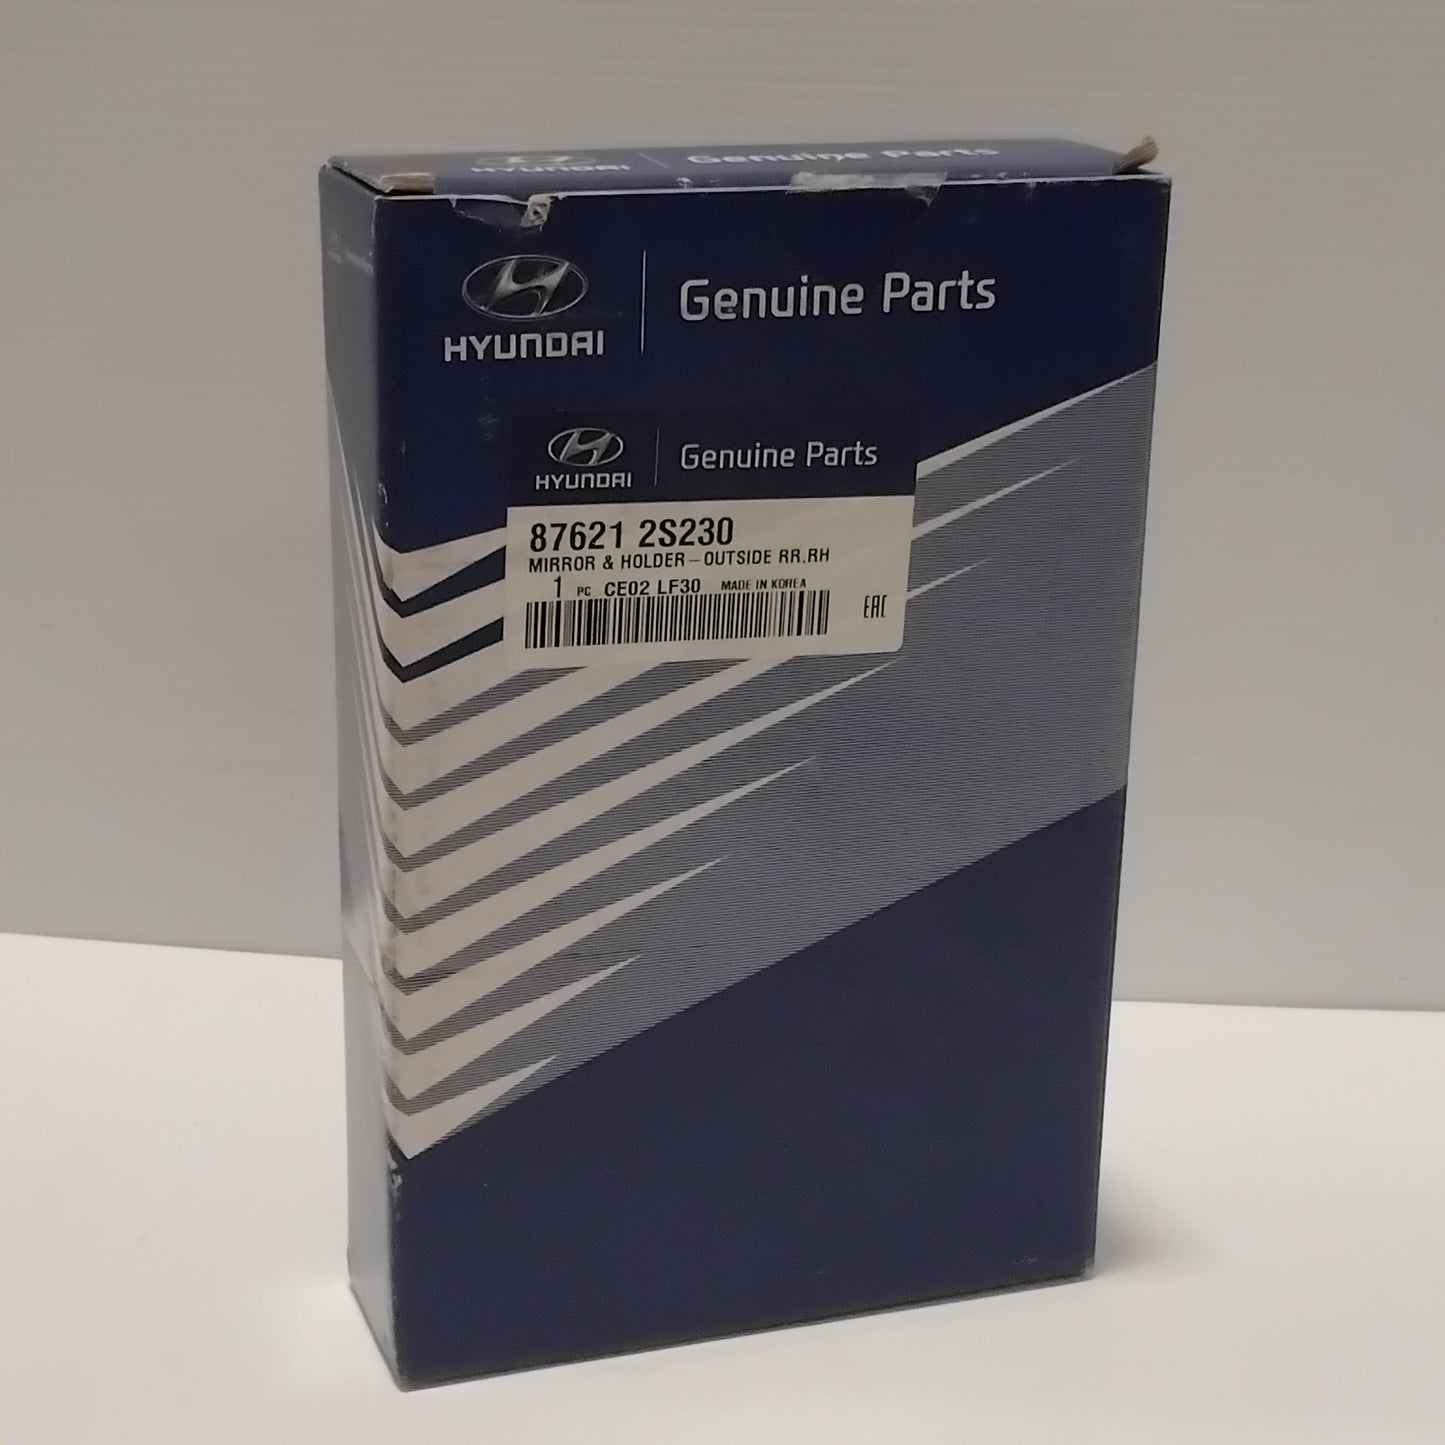 HYUNDAI Genuine Parts
HYUNDAI Genuine Parts
HYUNDAI Genuine Parts
87621 2S230
MIRROR & HOLDER-OUTSIDE RR,RH
1 PC CE02 LF30 MADE IN KOREA
EAC